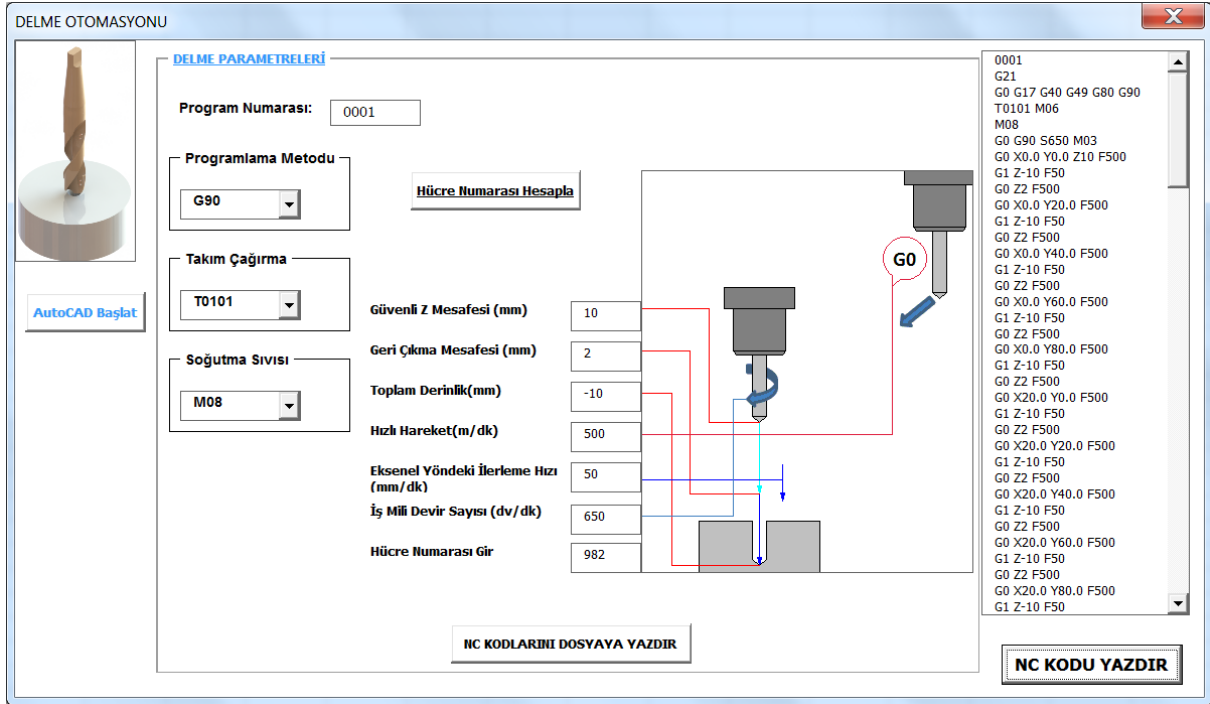 DELME OTOMASYONU
X
DELME PARAMETRELERİ
Program Numarası:
0001
Programlama Metodu
G90
Hücre Numarası Hesapla
Takım Çağırma
T0101
AutoCAD Başlat
Soğutma Sıvısı
M08
G0
Güvenli Z Mesafesi (mm)
10
Geri Çıkma Mesafesi (mm)
2
Toplam Derinlik(mm)
-10
Hızlı Hareket(m/dk)
500
Eksenel Yöndeki İlerleme Hızı
(mm/dk)
50
İş Mili Devir Sayısı (dv/dk)
650
Hücre Numarası Gir
982
NC KODLARINI DOSYAYA YAZDIR
0001
G21
G0 G17 G40 G49 G80 G90
T0101 M06
M08
G0 G90 S650 M03
G0 X0.0 Y0.0 Z10 F500
G1 Z-10 F50
G0 Z2 F500
G0 X0.0 Y20.0 F500
G1 Z-10 F50
G0 Z2 F500
G0 X0.0 Y40.0 F500
G1 Z-10 F50
G0 Z2 F500
G0 X0.0 Y60.0 F500
G1 Z-10 F50
G0 Z2 F500
G0 X0.0 Y80.0 F500
G1 Z-10 F50
G0 Z2 F500
G0 X20.0 Y0.0 F500
G1 Z-10 F50
G0 Z2 F500
G0 X20.0 Y20.0 F500
G1 Z-10 F50
G0 Z2 F500
G0 X20.0 Y40.0 F500
G1 Z-10 F50
G0 Z2 F500
G0 X20.0 Y60.0 F500
G1 Z-10 F50
G0 Z2 F500
G0 X20.0 Y80.0 F500
G1 Z-10 F50
NC KODU YAZDIR